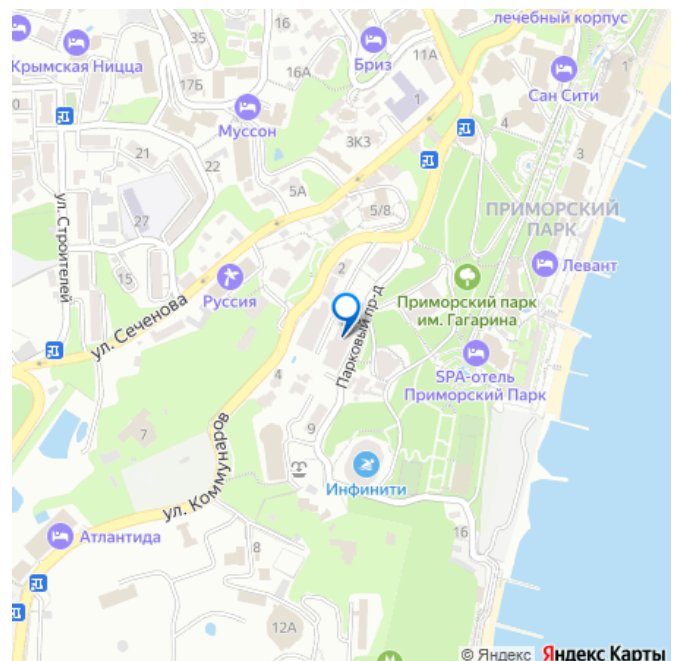 лечебный корпус
35
Крымская Ницца
Бриз
11А
17Б
16А
1
Сан Сити
1
0
Муссон
4
3К3
21
22
3
5А
ул. Строителей
5/8
ПРИМОРСКИЙ
ПАРК
27
2
Левант
15
Руссия
Приморский парк
им. Гагарина
ул. Сеченова
Парковый пр-д
SPA-отель
Приморский Парк
4
7
9
ул. Коммунаров
Инфинити
16
Атлантида
8
12А
© Яндекс Яндекс Карты